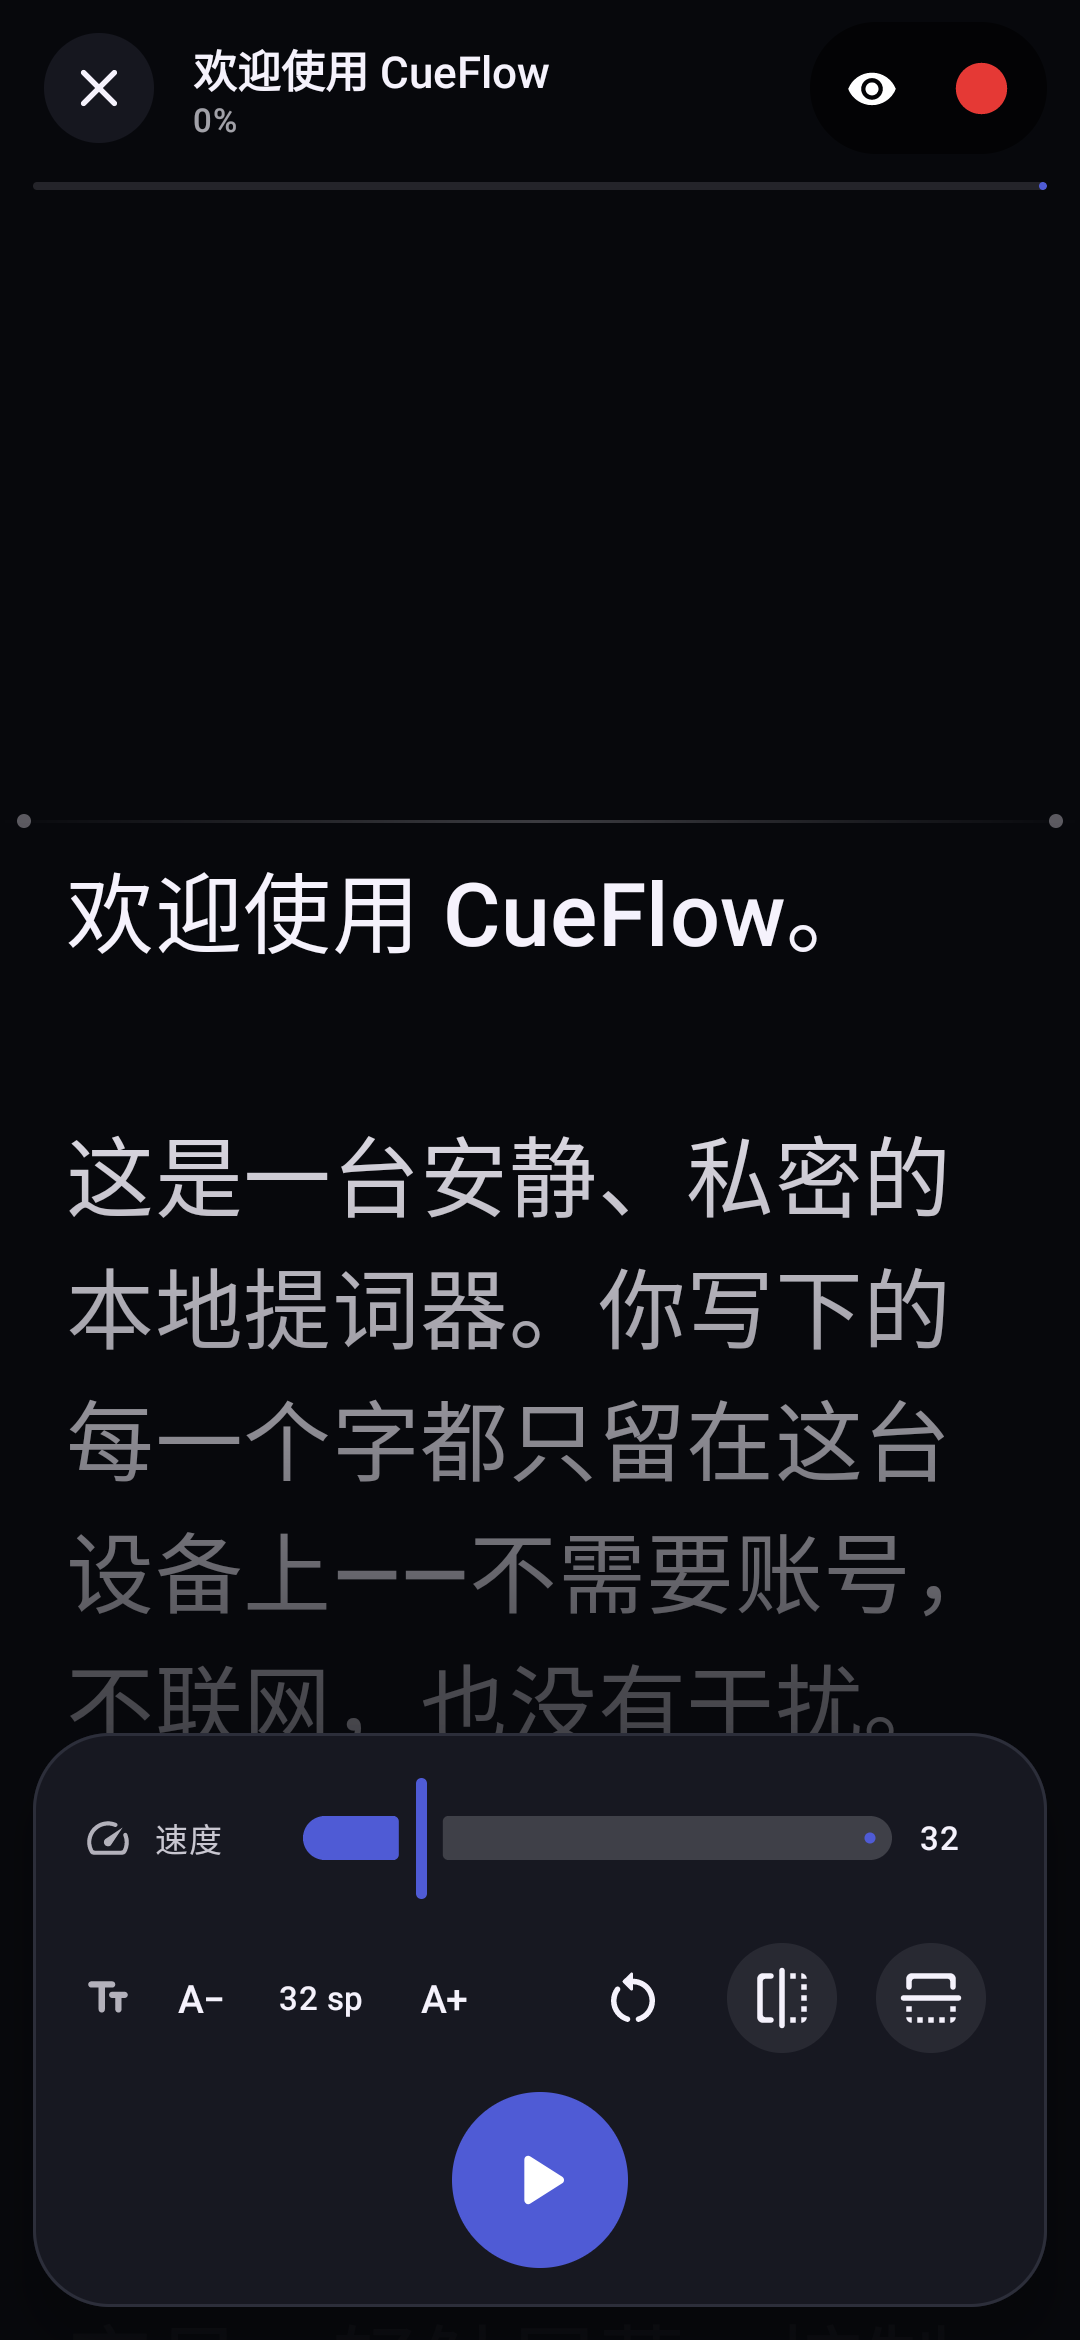 欢迎使用 CueFlow
0%
欢迎使用 CueFlow。
这是一台安静、私密的
本地提词器。你写下的
每一个字都只留在这台
设备上——不需要账号，
不联网，也没有干扰。
速度
32
A−
32 sp
A+